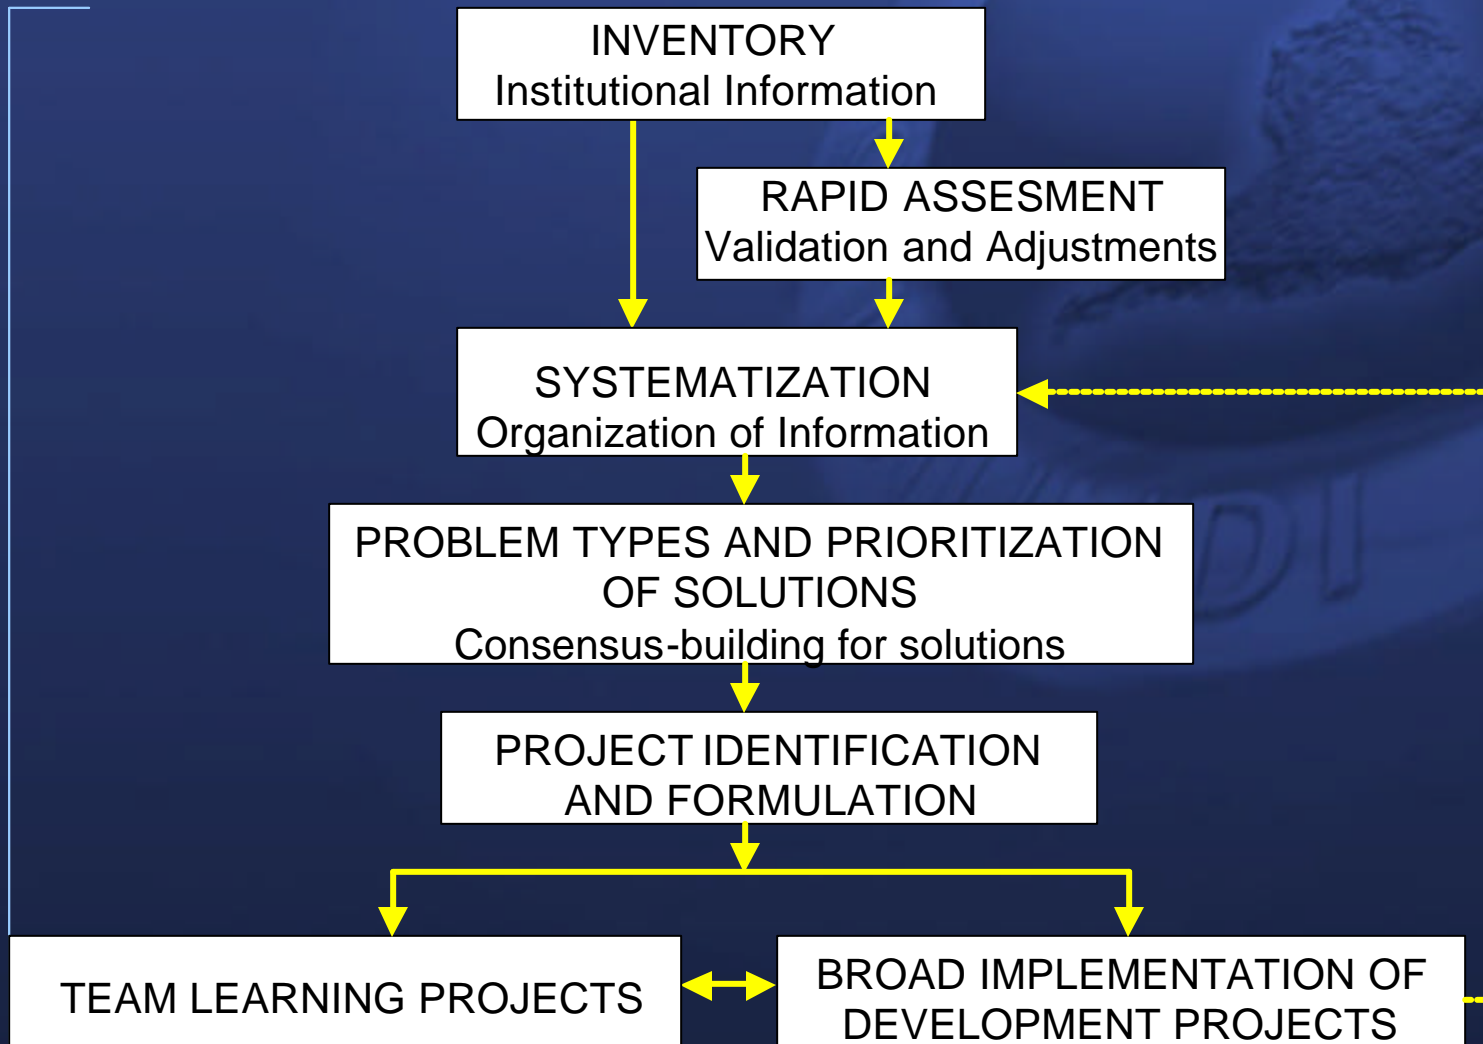 INVENTORY
Institutional Information
RAPID ASSESMENT
Validation and Adjustments
SYSTEMATIZATION
Organization of Information
PROBLEM TYPES AND PRIORITIZATION
OF SOLUTIONS
Consensus-building for solutions
PROJECT IDENTIFICATION
AND FORMULATION
TEAM LEARNING PROJECTS
BROAD IMPLEMENTATION OF
DEVELOPMENT PROJECTS